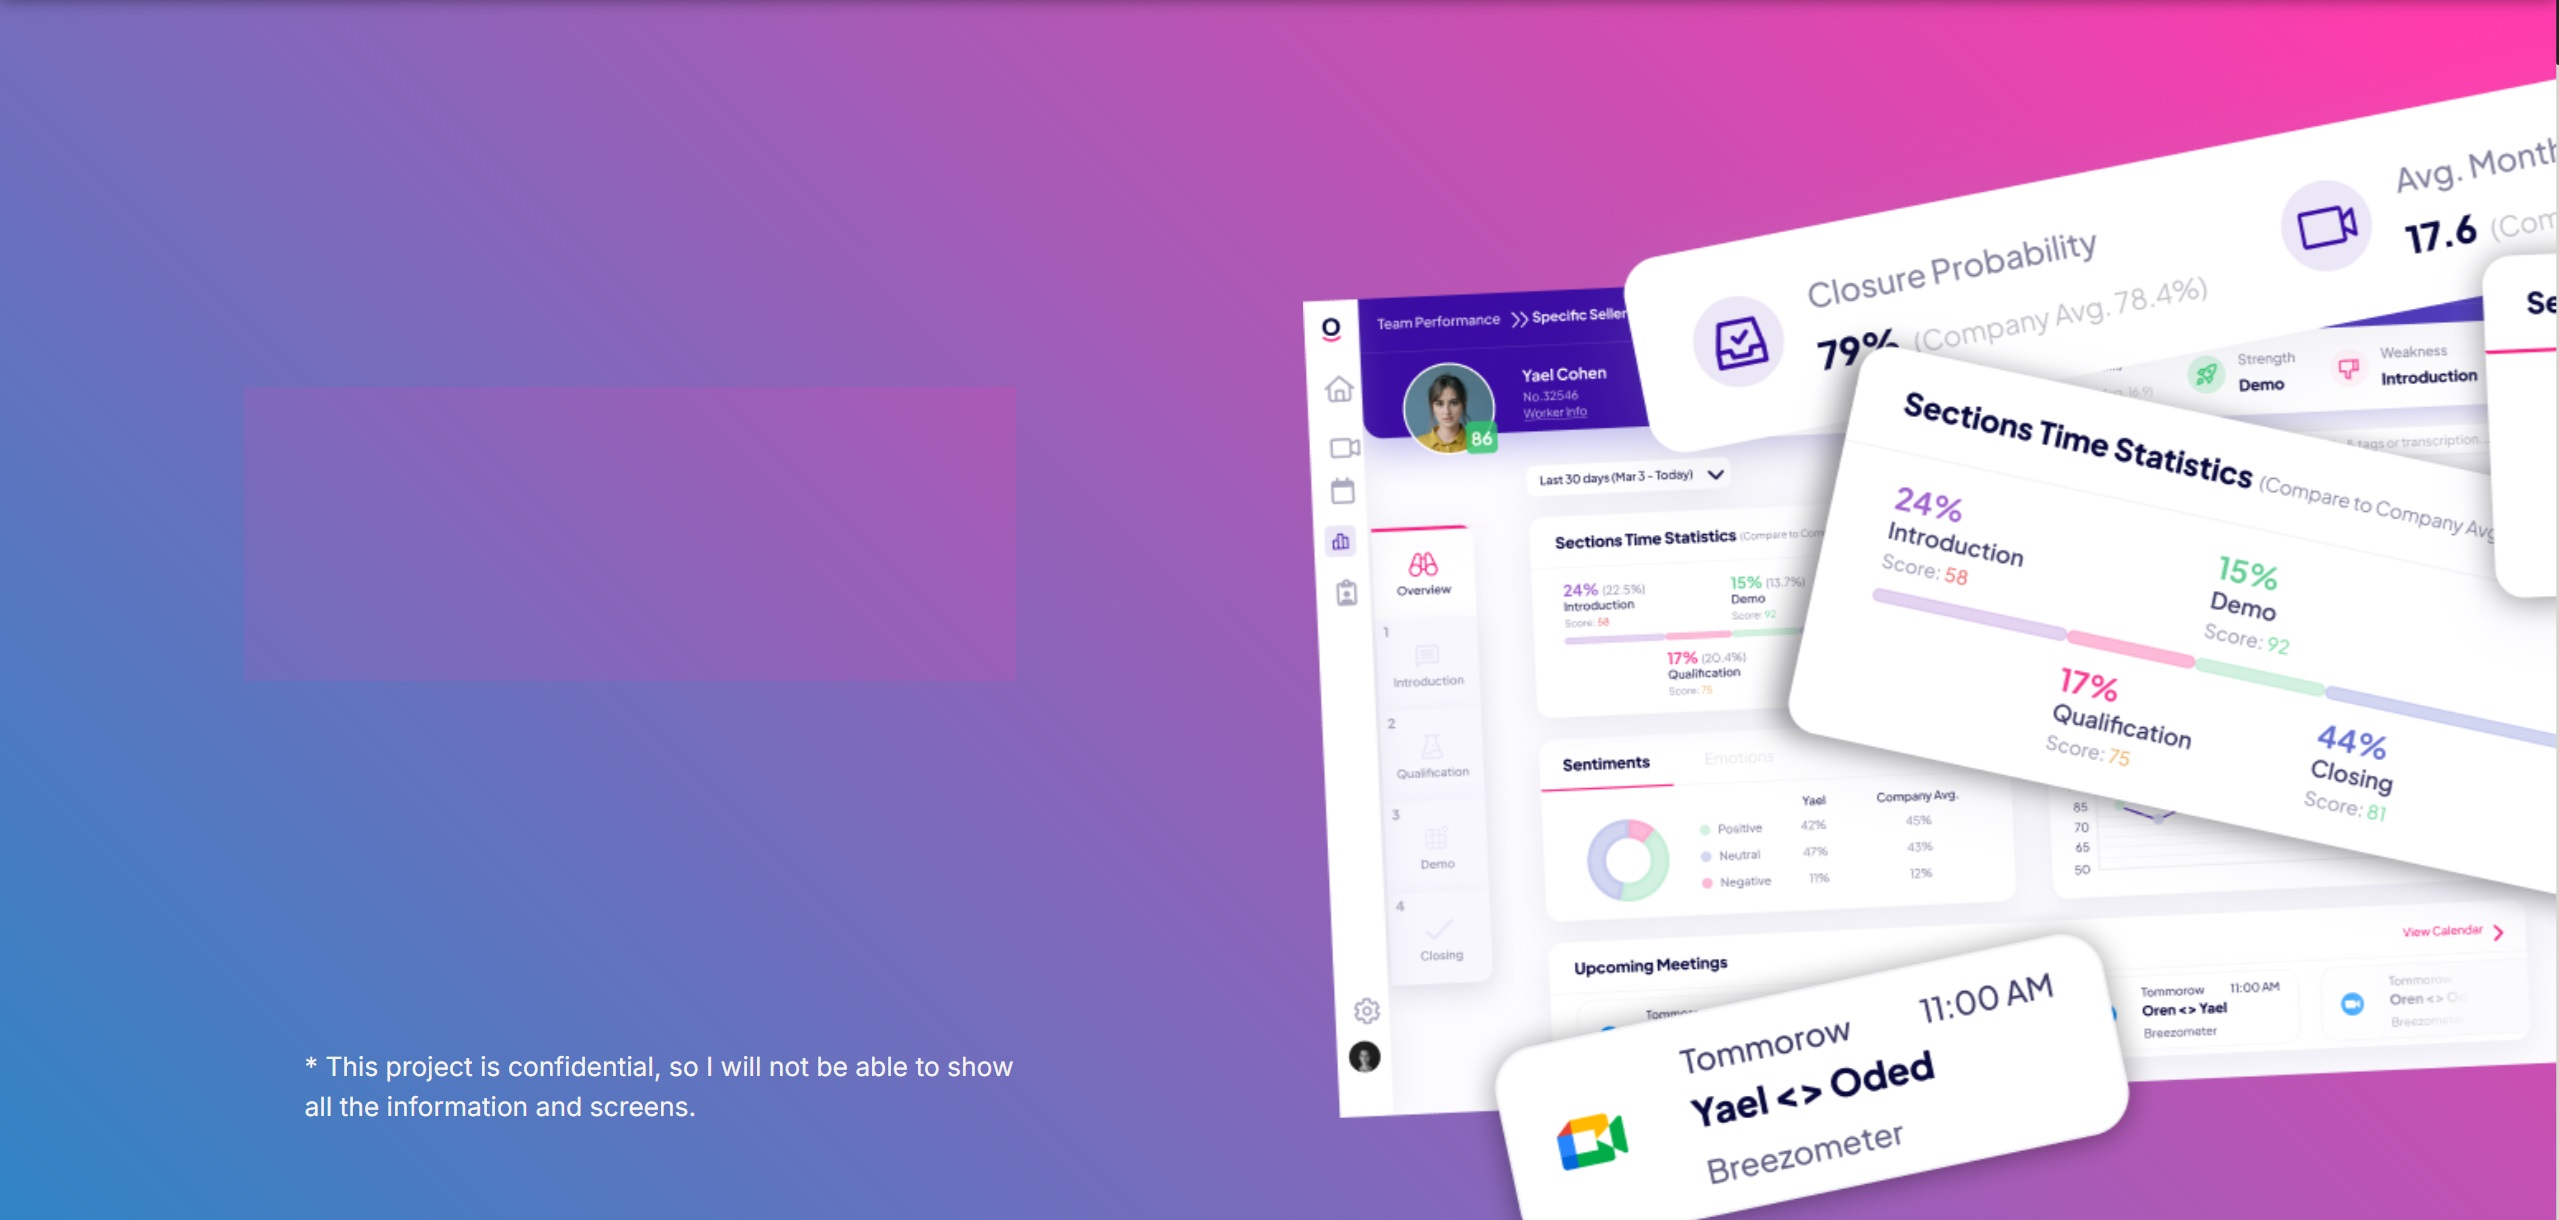 * This project is confidential, so I will not be able to show
all the information and screens.
Team Performance >> Specific Seller
Yael Cohen
No.32546
Worker Info
86
Last 30 days (Mar 3 - Today)
Closure Probability
79% (Company Avg. 78.4%)
Avg. Month
17.6 (Com
Strength
Demo
Weakness
Introduction
& tags or transcription...
Overview
1
Introduction
2
Qualification
3
Demo
4
Closing
Sections Time Statistics (Compare to Com
24% (22.5%)
Introduction
Score: 58
15% (13.7%)
Demo
Score: 92
17% (20.4%)
Qualification
Score: 75
Sections Time Statistics (Compare to Company Avg
24%
Introduction
Score: 58
15%
Demo
Score: 92
17%
Qualification
Score: 75
44%
Closing
Score: 81
Se
Sentiments
Emotions
Yael Company Avg.
Positive 42% 45%
Neutral 47% 43%
Negative 11% 12%
85
70
65
50
Upcoming Meetings
View Calendar
Tommorow 11:00 AM
Yael <> Oded
Breezometer
Tommorow 11:00 AM
Oren <> Yael
Breezometer
Tommorow
Oren <> Oc
Breezometer